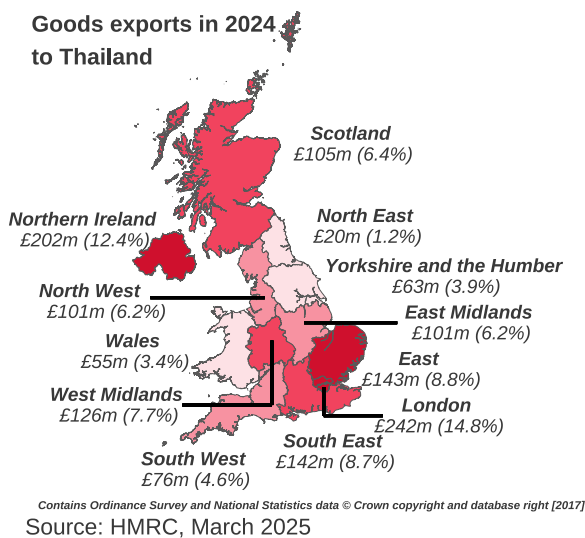 Goods exports in 2024
to Thailand
Scotland
£105m (6.4%)
Northern Ireland
£202m (12.4%)
North East
£20m (1.2%)
Yorkshire and the Humber
£63m (3.9%)
North West
£101m (6.2%)
East Midlands
£101m (6.2%)
Wales
£55m (3.4%)
East
£143m (8.8%)
West Midlands
£126m (7.7%)
London
£242m (14.8%)
South East
£142m (8.7%)
South West
£76m (4.6%)
Contains Ordinance Survey and National Statistics data © Crown copyright and database right [2017]
Source: HMRC, March 2025